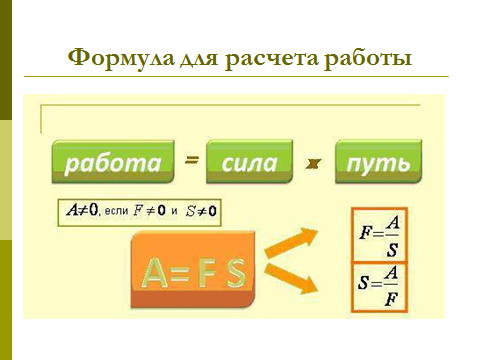 Формула для расчета работы
работа = сила x путь
A≠0, если F≠0 и S≠0
A= F S
F=A/S
S=A/F